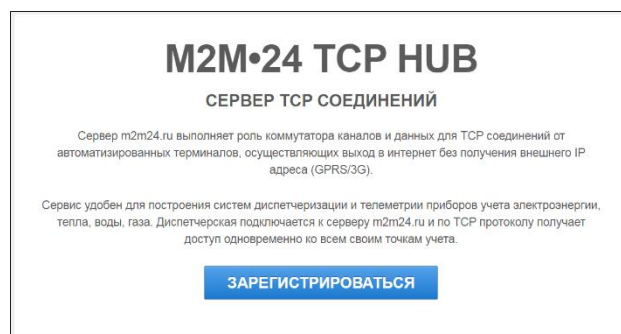 M2M•24 TCP HUB
СЕРВЕР TCP СОЕДИНЕНИЙ
Сервер m2m24.ru выполняет роль коммутатора каналов и данных для TCP соединений от
автоматизированных терминалов, осуществляющих выход в интернет без получения внешнего IP
адреса (GPRS/3G).
Сервис удобен для построения систем диспетчеризации и телеметрии приборов учета электроэнергии,
тепла, воды, газа. Диспетчерская подключается к серверу m2m24.ru и по TCP протоколу получает
доступ одновременно ко всем своим точкам учета.
ЗАРЕГИСТРИРОВАТЬСЯ